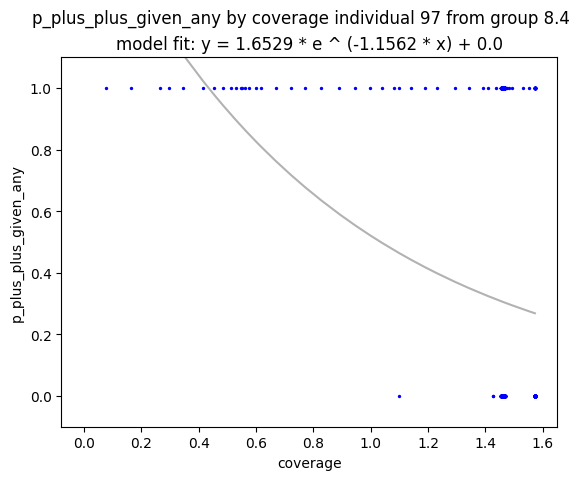 p_plus_plus_given_any by coverage individual 97 from group 8.4
model fit: y = 1.6529 * e ^ (-1.1562 * x) + 0.0
1.0
0.8
0.6
0.4
0.2
0.0
p_plus_plus_given_any
0.0 0.2 0.4 0.6 0.8 1.0 1.2 1.4 1.6
coverage